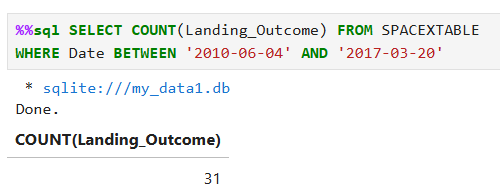 %%sql SELECT COUNT(Landing_Outcome) FROM SPACEXTABLE
WHERE Date BETWEEN '2010-06-04' AND '2017-03-20'
* sqlite:///my_data1.db
Done.
COUNT(Landing_Outcome)
31